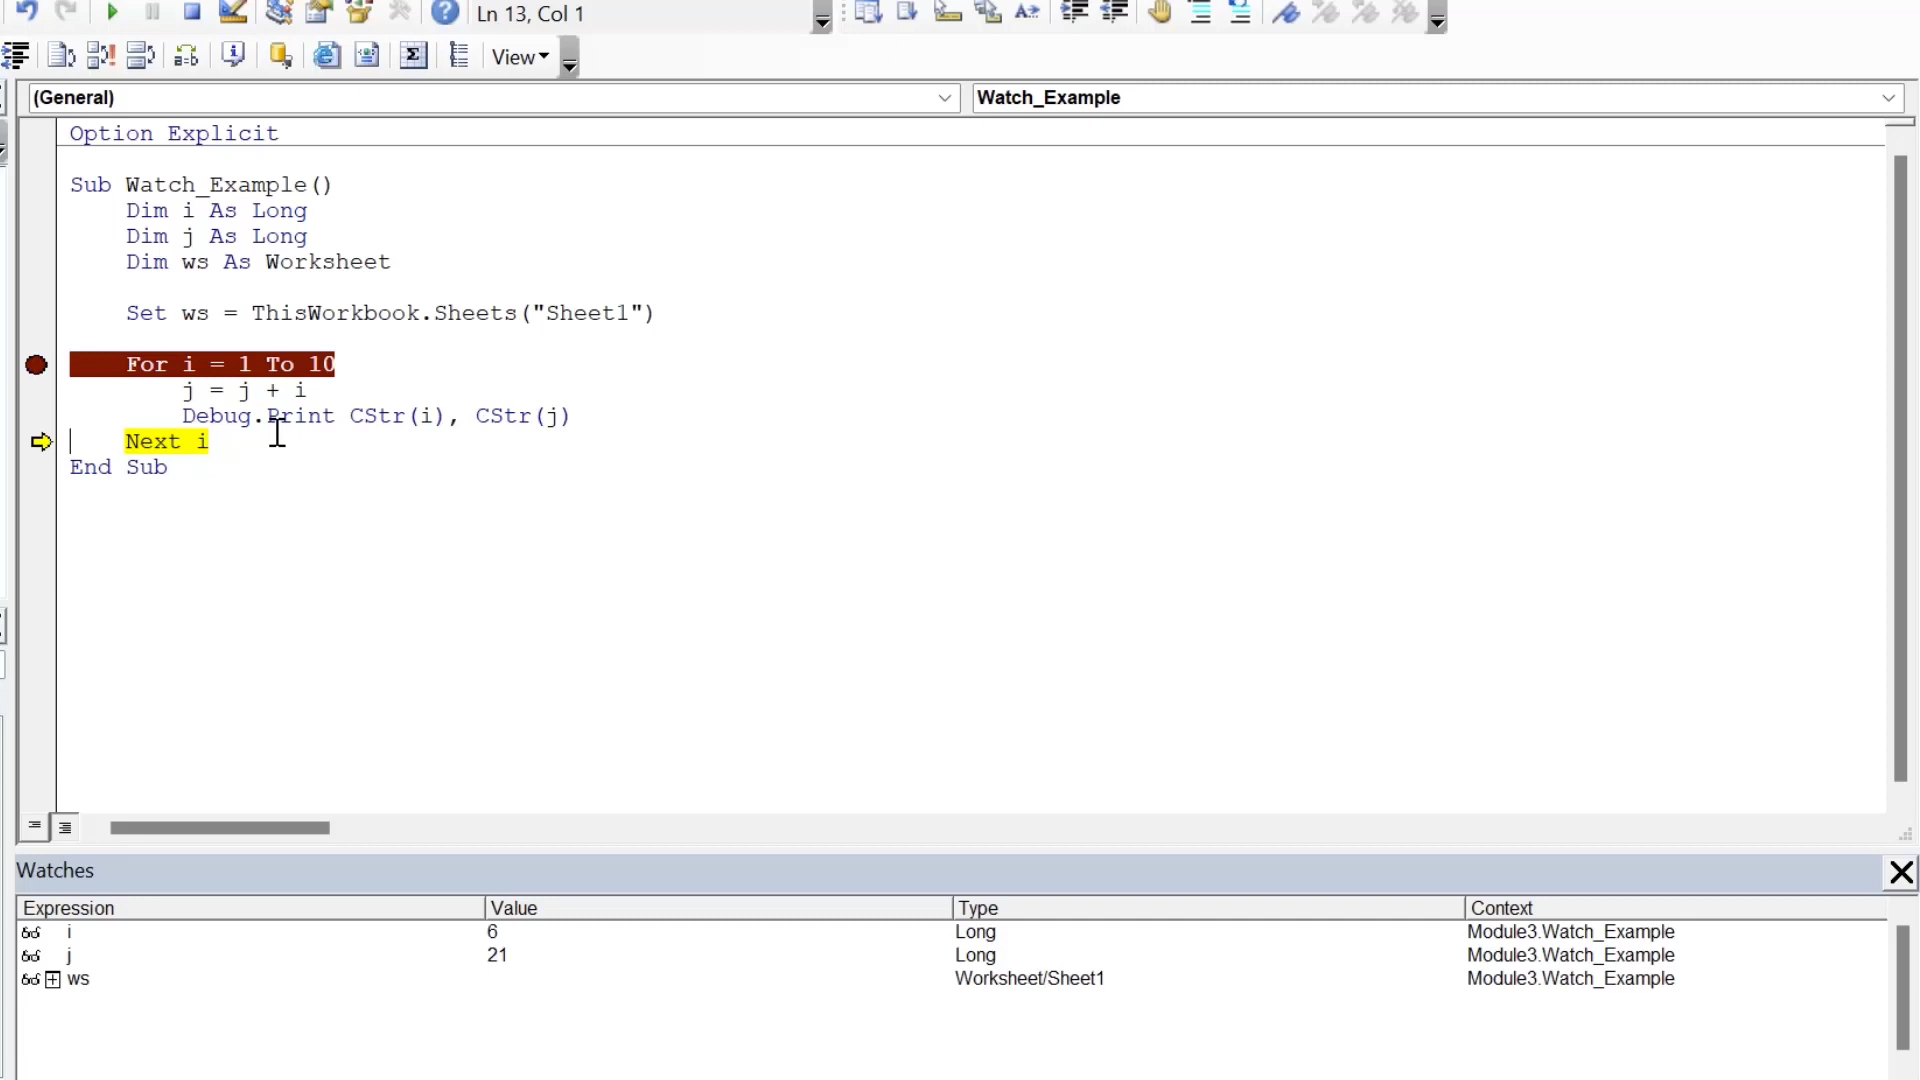 Ln 13, Col 1
View
(General)
Watch_Example
Option Explicit
Sub Watch_Example()
Dim i As Long
Dim j As Long
Dim ws As Worksheet
Set ws = ThisWorkbook.Sheets("Sheet1")
For i = 1 To 10
j = j + i
Debug.Print CStr(i), CStr(j)
Next i
End Sub
Watches
Expression Value Type Context
i 6 Long Module3.Watch_Example
j 21 Long Module3.Watch_Example
ws Worksheet/Sheet1 Module3.Watch_Example